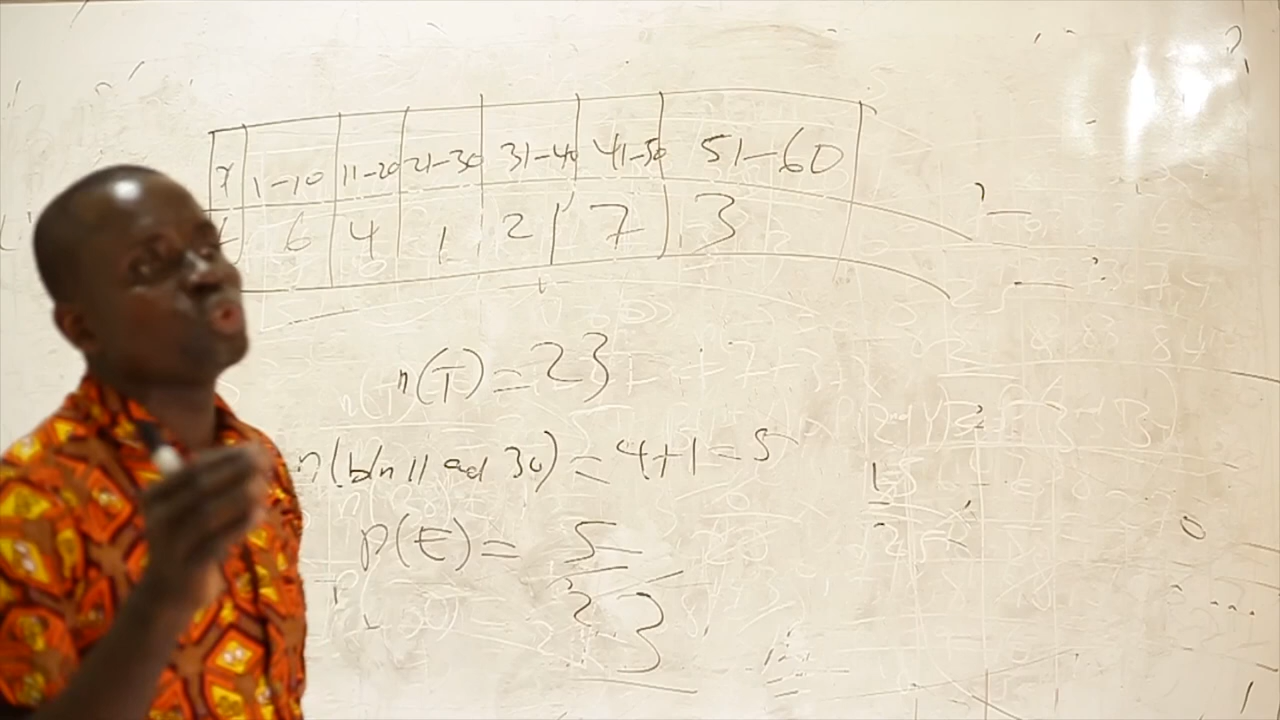 x 1-10 11-20 21-30 31-40 41-50 51-60
f 6 4 1 2 7 3
n(T) = 23
n(b/n 11 ad 30) = 4+1 = 5
P(E) = 5/23